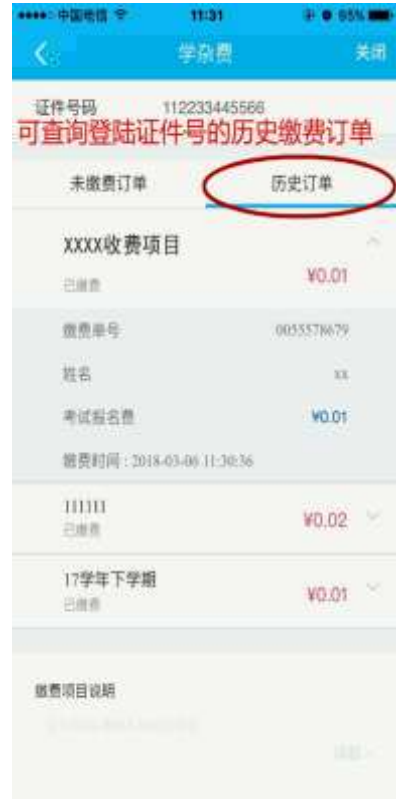 中国电信 11:31 95%
学杂费 关闭
证件号码 112233445566
可查询登陆证件号的历史缴费订单
未缴费订单 历史订单
XXXX收费项目
已缴费 ¥0.01
缴费单号 0055578679
姓名 xx
考试报名费 ¥0.01
缴费时间：2018-03-06 11:30:36
111111
已缴费 ¥0.02
17学年下学期
已缴费 ¥0.01
缴费项目说明